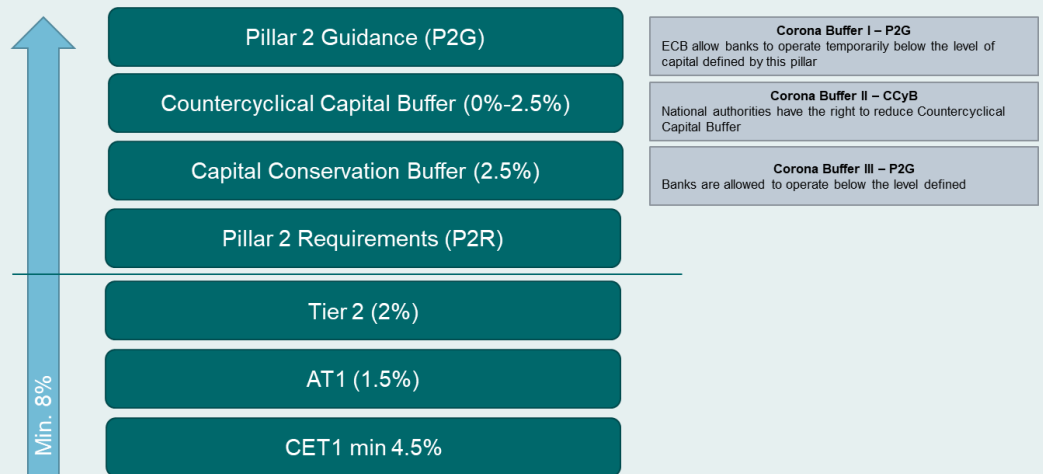 Pillar 2 Guidance (P2G)
Countercyclical Capital Buffer (0%-2.5%)
Capital Conservation Buffer (2.5%)
Pillar 2 Requirements (P2R)
Tier 2 (2%)
AT1 (1.5%)
CET1 min 4.5%
Min. 8%
Corona Buffer I – P2G
ECB allow banks to operate temporarily below the level of
capital defined by this pillar
Corona Buffer II – CCyB
National authorities have the right to reduce Countercyclical
Capital Buffer
Corona Buffer III – P2G
Banks are allowed to operate below the level defined